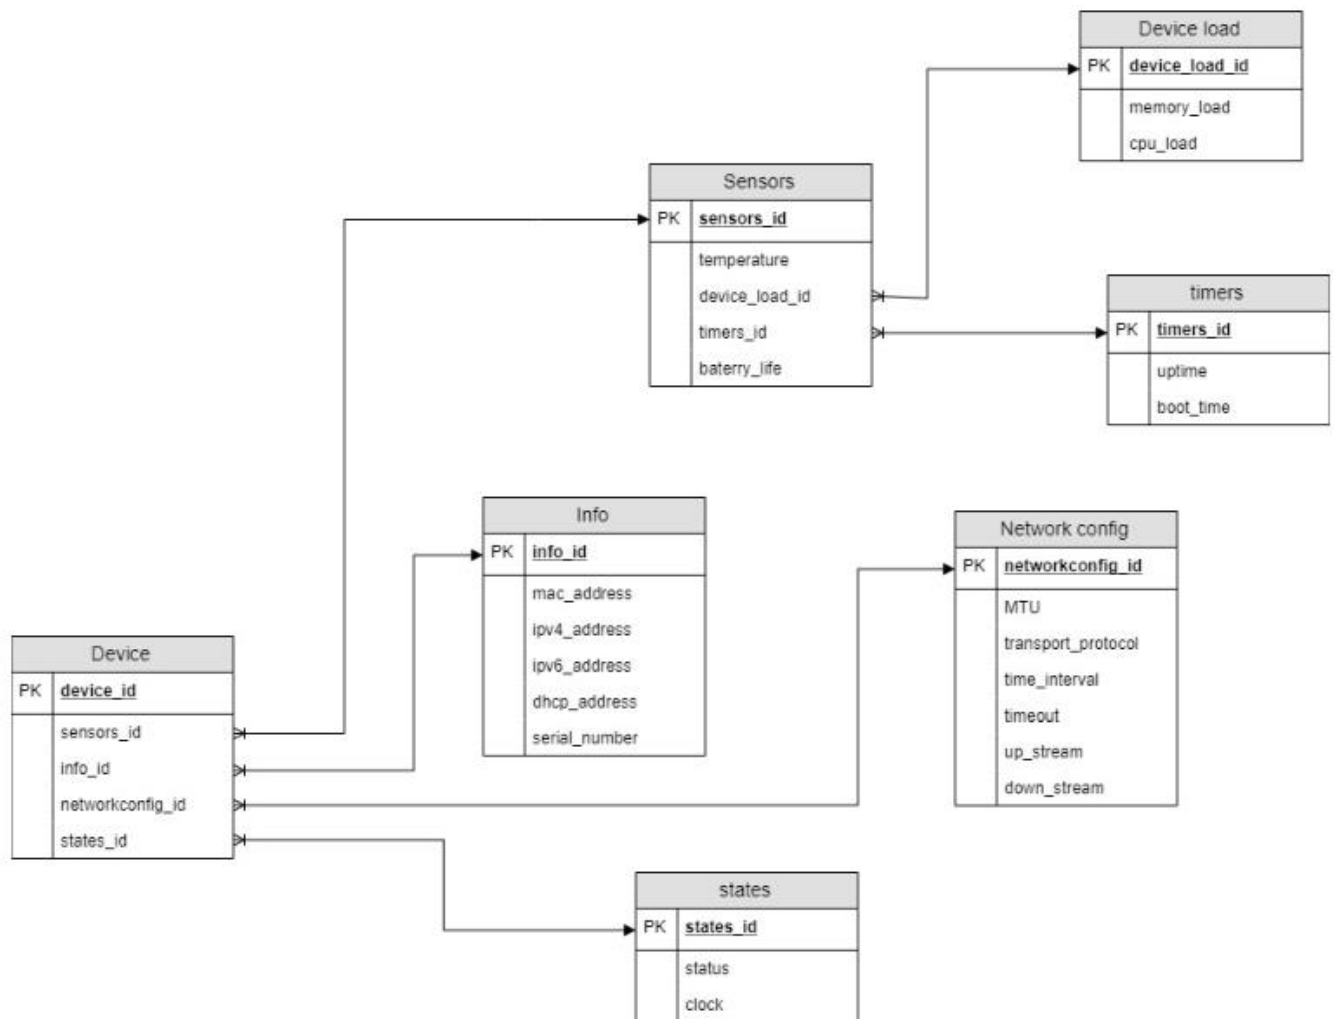 Device load
PK device_load_id
memory_load
cpu_load
Sensors
PK sensors_id
temperature
device_load_id
timers_id
baterry_life
timers
PK timers_id
uptime
boot_time
Info
PK info_id
mac_address
ipv4_address
ipv6_address
dhcp_address
serial_number
Network config
PK networkconfig_id
MTU
transport_protocol
time_interval
timeout
up_stream
down_stream
Device
PK device_id
sensors_id
info_id
networkconfig_id
states_id
states
PK states_id
status
clock